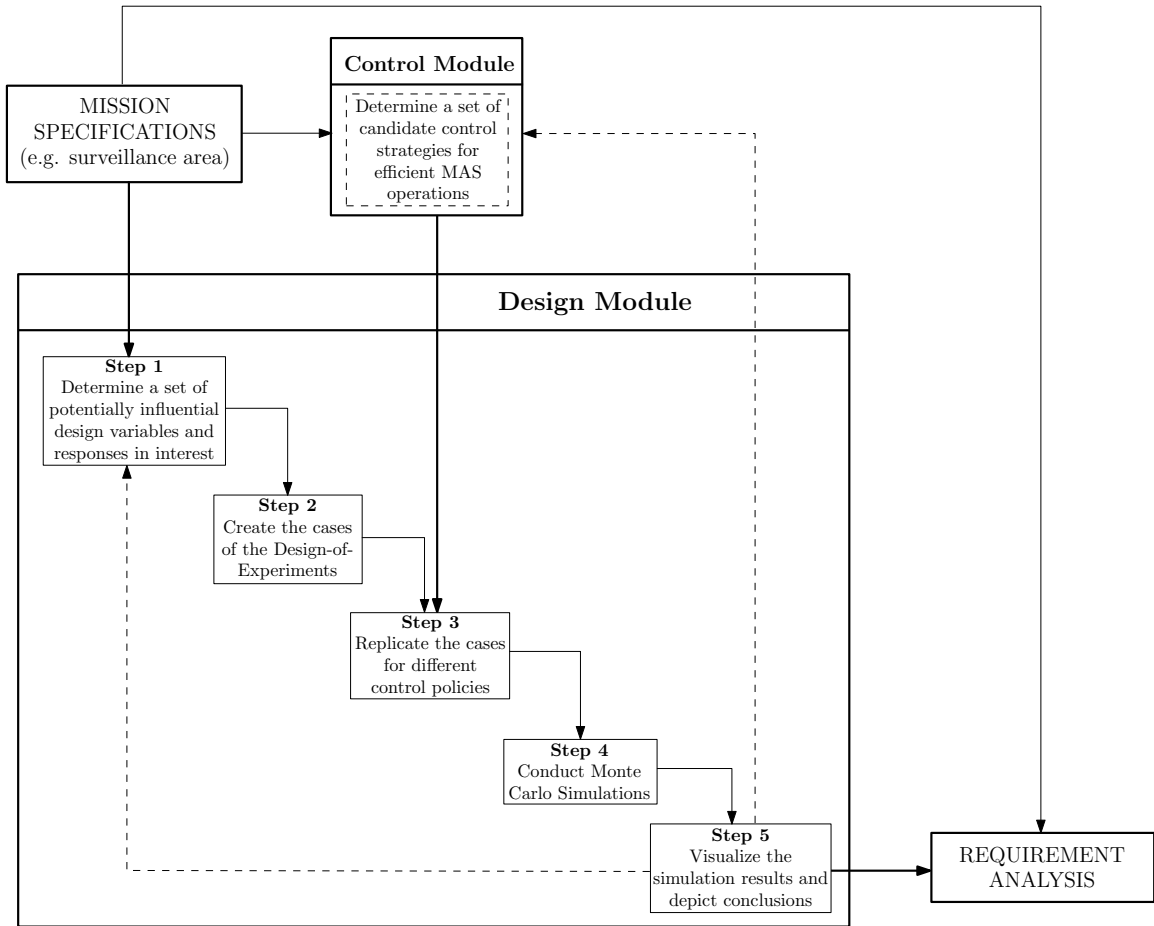 Control Module
MISSION
SPECIFICATIONS
(e.g. surveillance area)
Determine a set of
candidate control
strategies for
efficient MAS
operations
Design Module
Step 1
Determine a set of
potentially influential
design variables and
responses in interest
Step 2
Create the cases
of the Design-of-
Experiments
Step 3
Replicate the cases
for different
control policies
Step 4
Conduct Monte
Carlo Simulations
Step 5
Visualize the
simulation results and
depict conclusions
REQUIREMENT
ANALYSIS